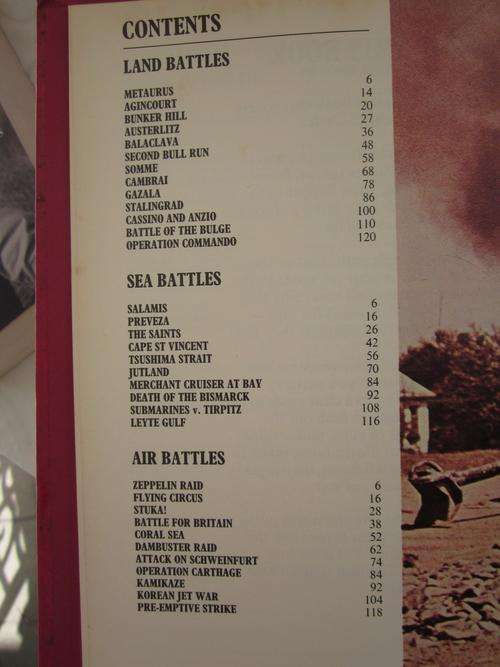 CONTENTS
LAND BATTLES
METAURUS 6
AGINCOURT 14
BUNKER HILL 20
AUSTERLITZ 27
BALACLAVA 36
SECOND BULL RUN 48
SOMME 58
CAMBRAI 68
GAZALA 78
STALINGRAD 86
CASSINO AND ANZIO 100
BATTLE OF THE BULGE 110
OPERATION COMMANDO 120
SEA BATTLES
SALAMIS 6
PREVEZA 16
THE SAINTS 26
CAPE ST VINCENT 42
TSUSHIMA STRAIT 56
JUTLAND 70
MERCHANT CRUISER AT BAY 84
DEATH OF THE BISMARCK 92
SUBMARINES v. TIRPITZ 108
LEYTE GULF 116
AIR BATTLES
ZEPPELIN RAID 6
FLYING CIRCUS 16
STUKA! 28
BATTLE FOR BRITAIN 38
CORAL SEA 52
DAMBUSTER RAID 62
ATTACK ON SCHWEINFURT 74
OPERATION CARTHAGE 84
KAMIKAZE 92
KOREAN JET WAR 104
PRE-EMPTIVE STRIKE 118